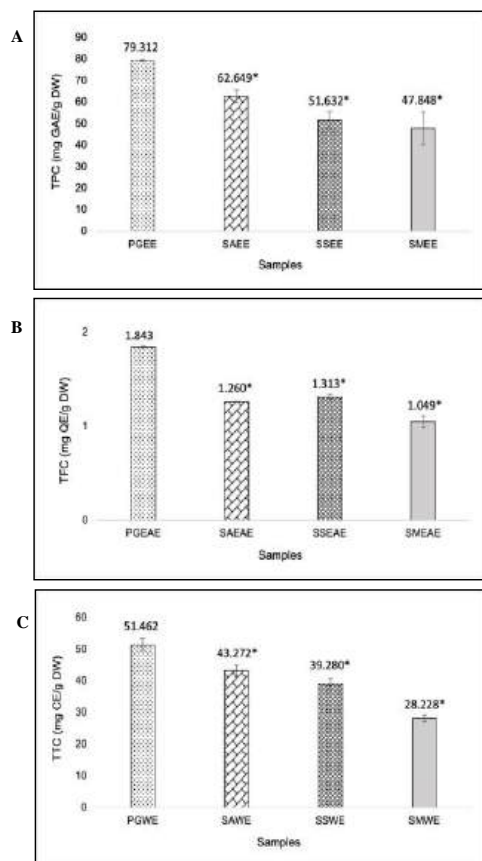 A
TPC (mg GAE/g DW)
90
80
70
60
50
40
30
20
10
0
79.312
62.649*
51.632*
47.848*
PGEE SAEE SSEE SMEE
Samples
B
TFC (mg QE/g DW)
2
1
0
1.843
1.260*
1.313*
1.049*
PGEAE SAEAE SSEAE SMEAE
Samples
C
TTC (mg CE/g DW)
60
50
40
30
20
10
0
51.462
43.272*
39.280*
28.228*
PGWE SAWE SSWE SMWE
Samples